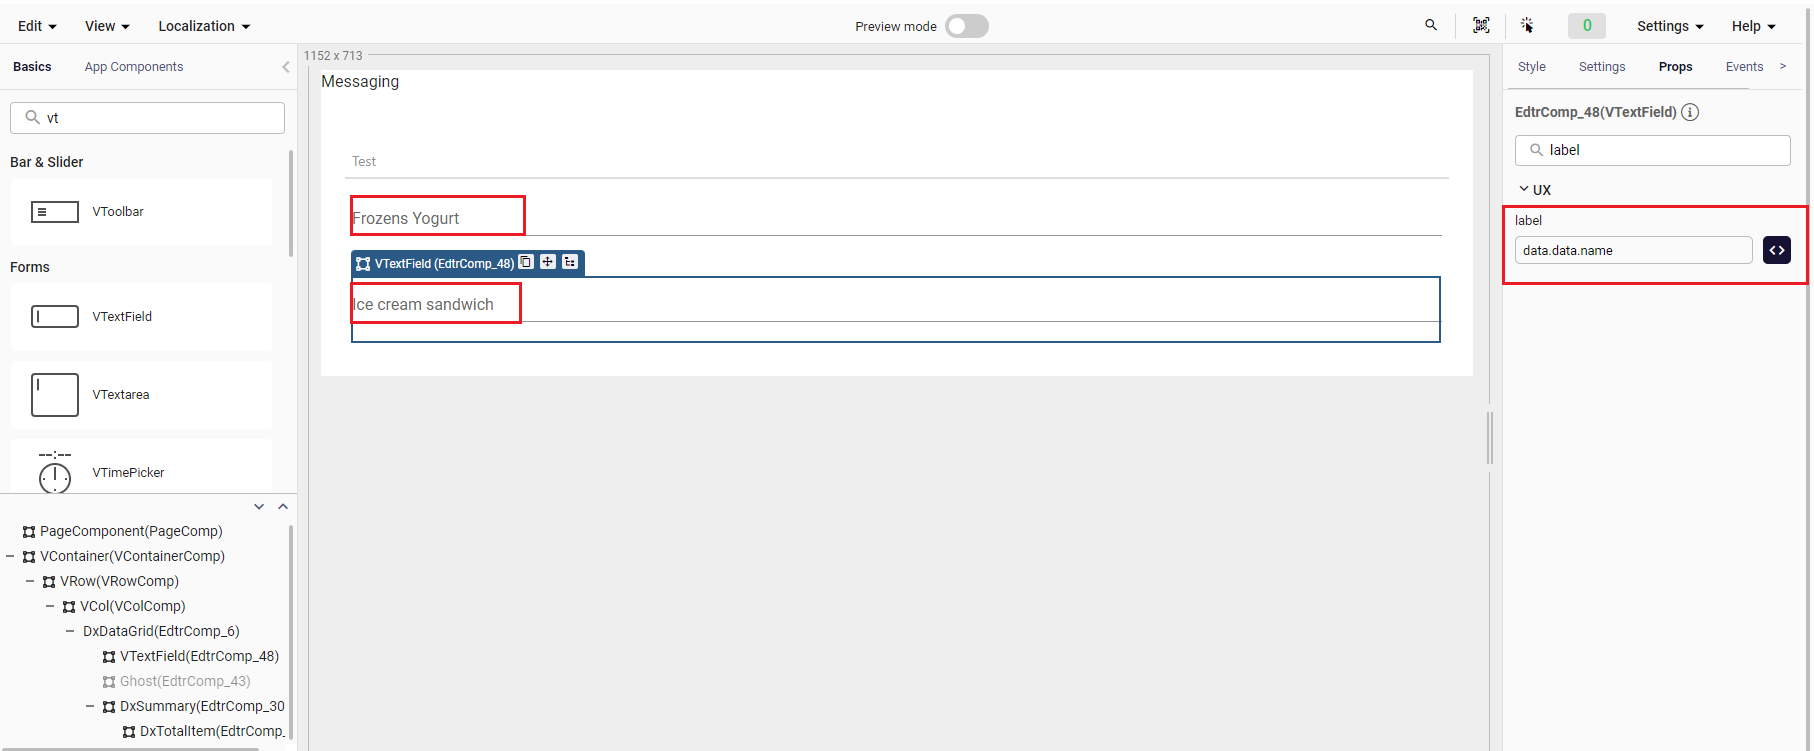 Edit
View
Localization
Preview mode
0
Settings
Help
Basics
App Components
vt
Bar & Slider
VToolbar
Forms
VTextField
VTextarea
VTimePicker
PageComponent(PageComp)
VContainer(VContainerComp)
VRow(VRowComp)
VCol(VColComp)
DxDataGrid(EdtrComp_6)
VTextField(EdtrComp_48)
Ghost(EdtrComp_43)
DxSummary(EdtrComp_30
DxTotalItem(EdtrComp_
1152 x 713
Messaging
Test
Frozens Yogurt
VTextField (EdtrComp_48)
Ice cream sandwich
Style
Settings
Props
Events
>
EdtrComp_48(VTextField)
label
UX
label
data.data.name
<>